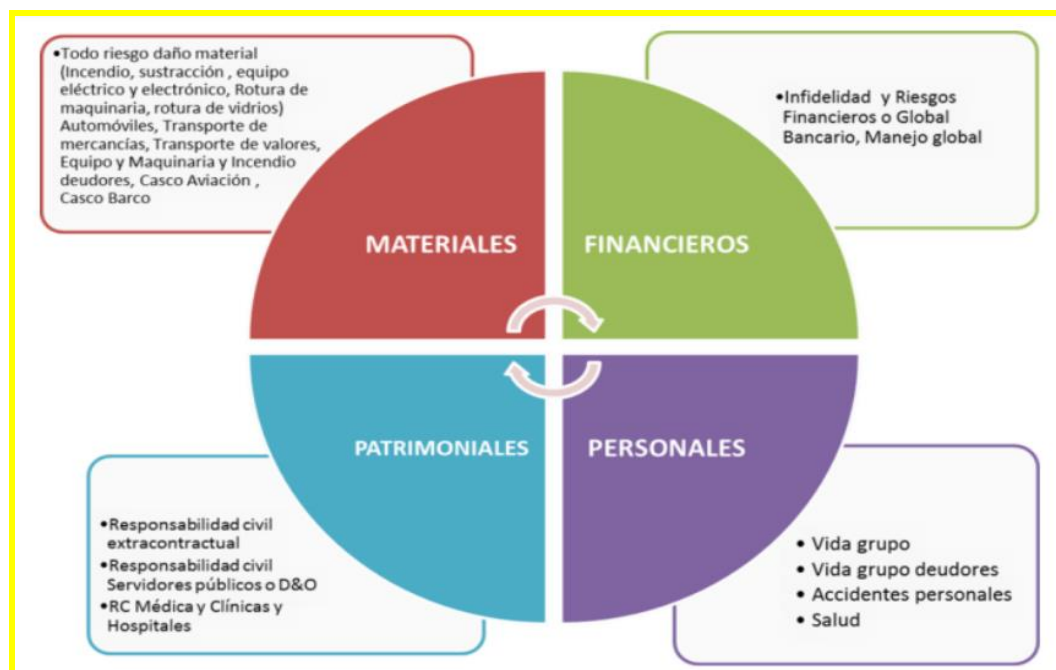 •Todo riesgo daño material
(Incendio, sustracción , equipo
eléctrico y electrónico, Rotura de
maquinaria, rotura de vidrios)
Automóviles, Transporte de
mercancías, Transporte de valores,
Equipo y Maquinaria y Incendio
deudores, Casco Aviación ,
Casco Barco
•Infidelidad y Riesgos
Financieros o Global
Bancario, Manejo global
MATERIALES
FINANCIEROS
PATRIMONIALES
PERSONALES
•Responsabilidad civil
extracontractual
•Responsabilidad civil
Servidores públicos o D&O
•RC Médica y Clínicas y
Hospitales
• Vida grupo
• Vida grupo deudores
• Accidentes personales
• Salud